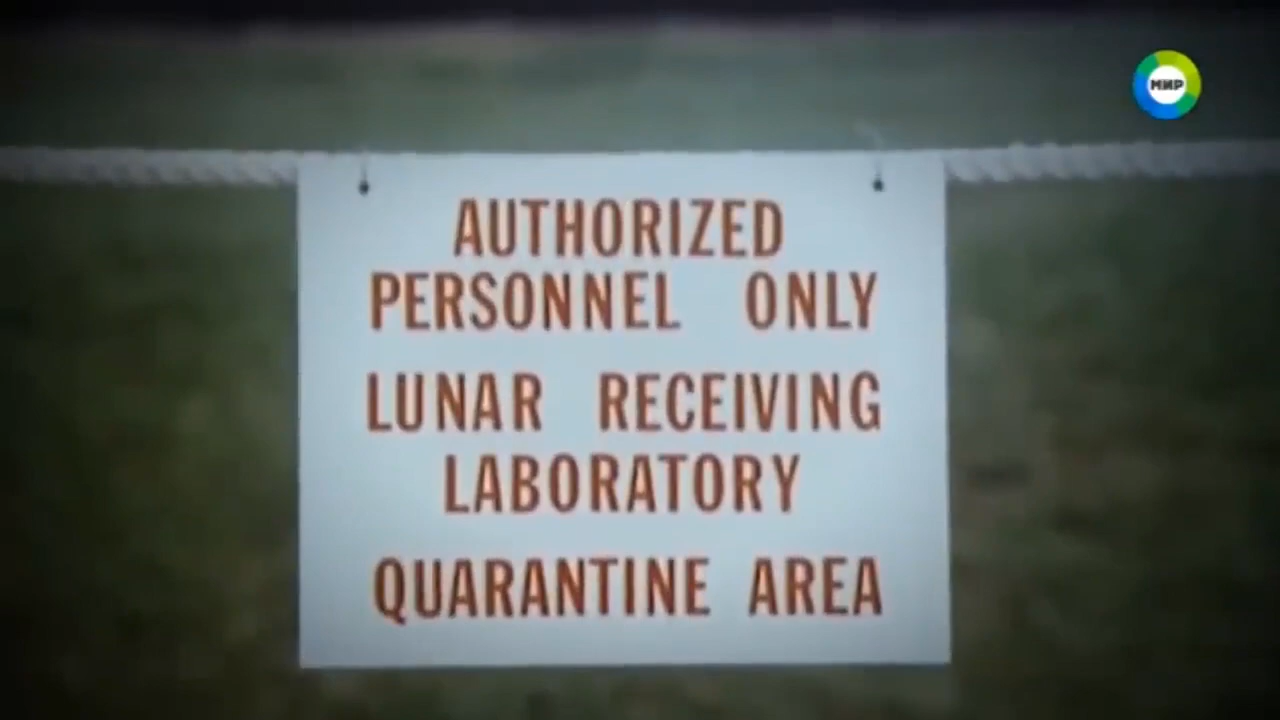 МИР
AUTHORIZED
PERSONNEL ONLY
LUNAR RECEIVING
LABORATORY
QUARANTINE AREA